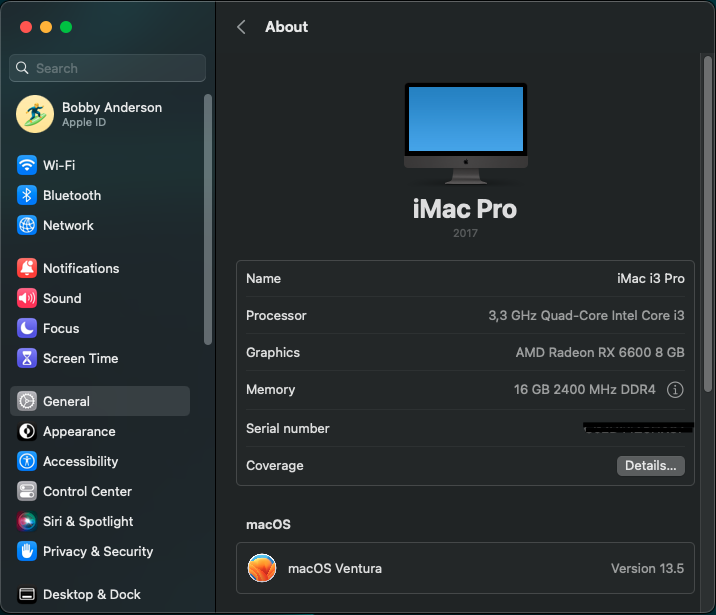 About
Search
Bobby Anderson
Apple ID
Wi-Fi
Bluetooth
Network
Notifications
Sound
Focus
Screen Time
General
Appearance
Accessibility
Control Center
Siri & Spotlight
Privacy & Security
Desktop & Dock
iMac Pro
2017
Name iMac i3 Pro
Processor 3,3 GHz Quad-Core Intel Core i3
Graphics AMD Radeon RX 6600 8 GB
Memory 16 GB 2400 MHz DDR4
Serial number
Coverage Details...
macOS
macOS Ventura Version 13.5